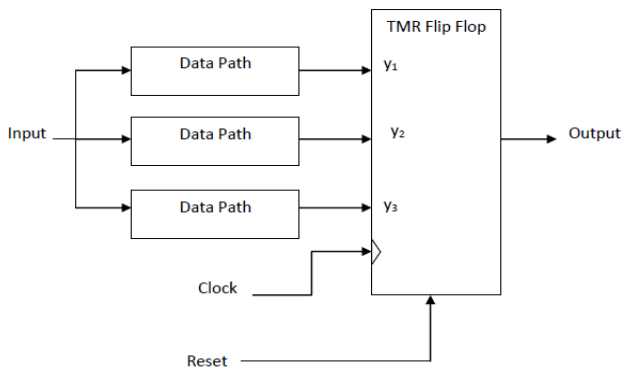 TMR Flip Flop
Data Path
y₁
Input
Data Path
y₂
Output
Data Path
y₃
Clock
Reset